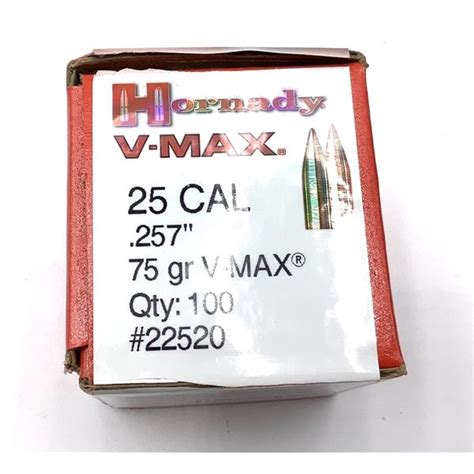 Hornady
V-MAX®
25 CAL
.257"
75 gr V-MAX®
Qty: 100
#22520